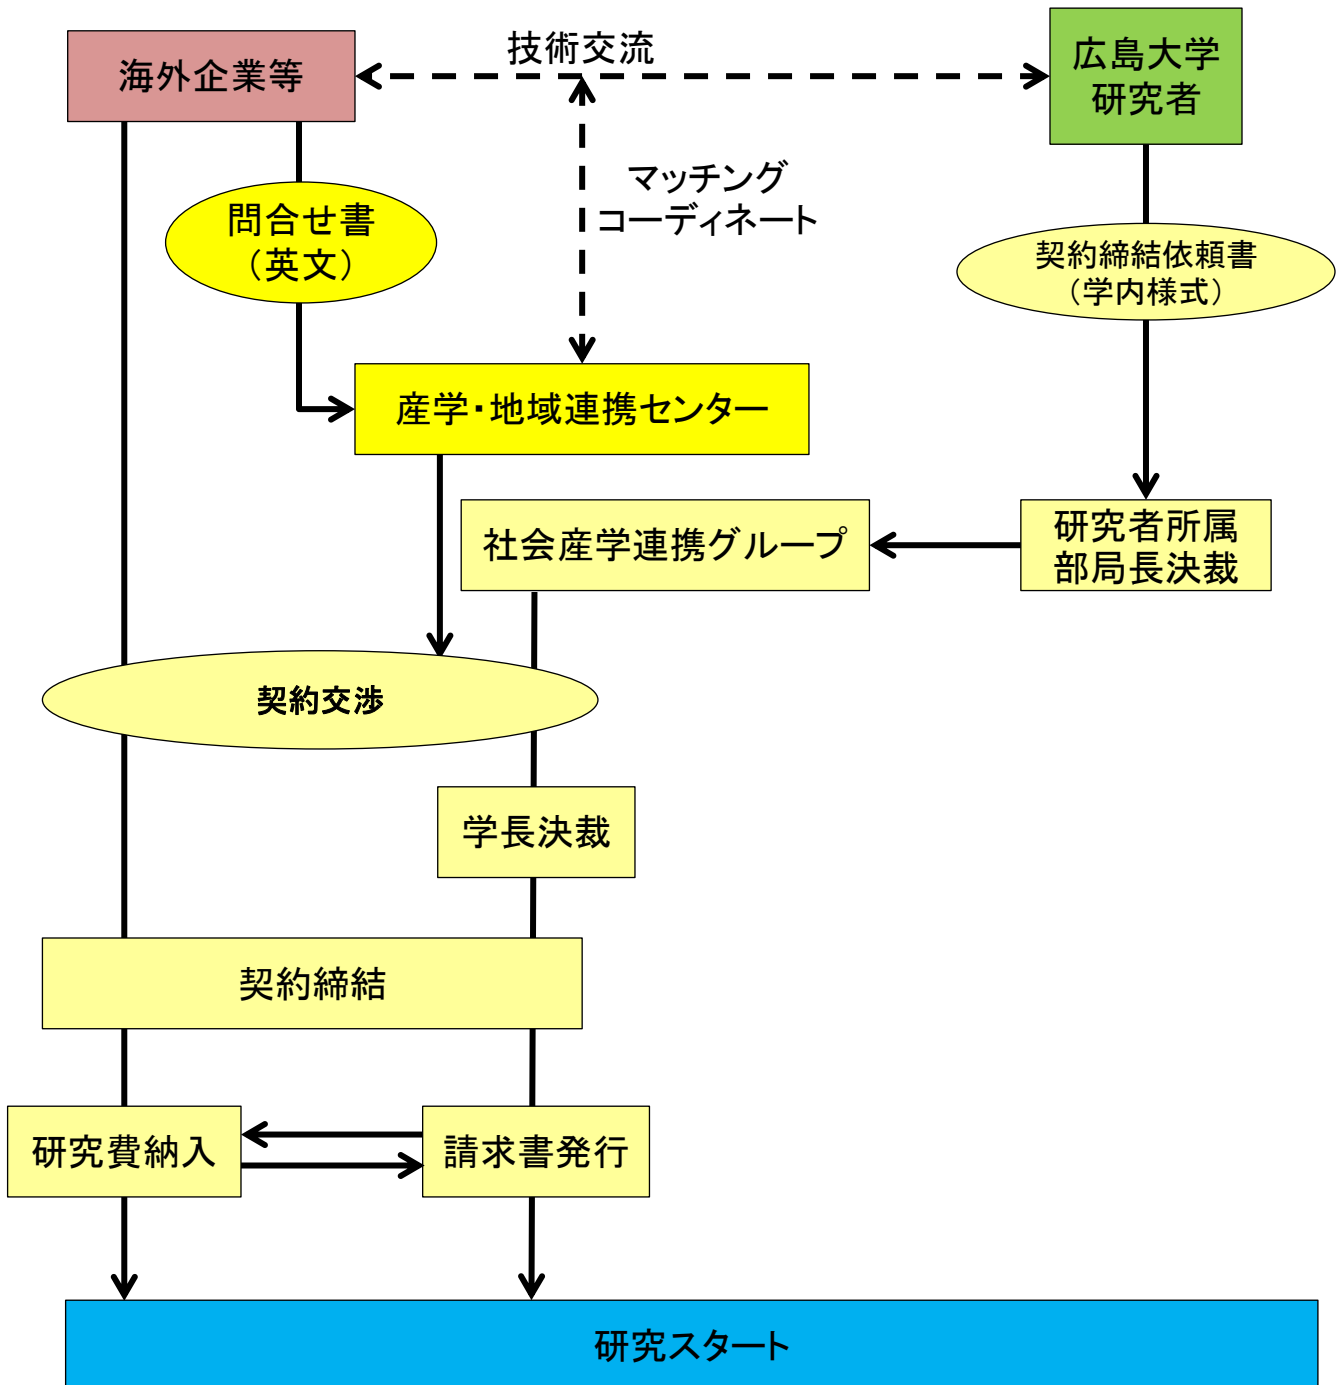 技術交流
海外企業等
広島大学
研究者
マッチング
コーディネート
問合せ書
（英文）
契約締結依頼書
（学内様式）
産学・地域連携センター
社会産学連携グループ
研究者所属
部局長決裁
契約交渉
学長決裁
契約締結
研究費納入
請求書発行
研究スタート